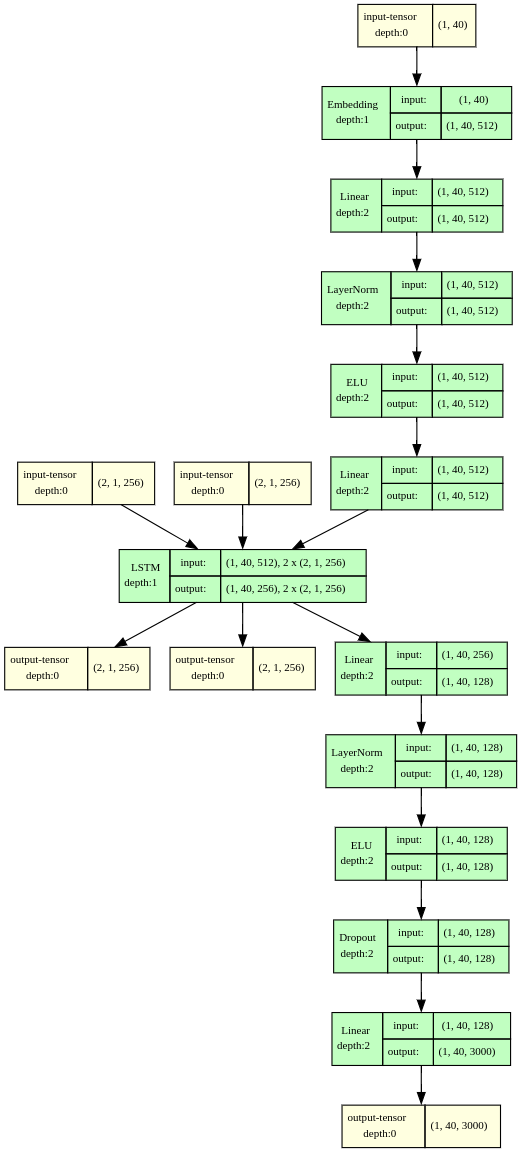 input-tensor
depth:0
(1, 40)
Embedding
depth:1
input:
(1, 40)
output:
(1, 40, 512)
Linear
depth:2
input:
(1, 40, 512)
output:
(1, 40, 512)
LayerNorm
depth:2
input:
(1, 40, 512)
output:
(1, 40, 512)
ELU
depth:2
input:
(1, 40, 512)
output:
(1, 40, 512)
input-tensor
depth:0
(2, 1, 256)
input-tensor
depth:0
(2, 1, 256)
Linear
depth:2
input:
(1, 40, 512)
output:
(1, 40, 512)
LSTM
depth:1
input:
(1, 40, 512), 2 x (2, 1, 256)
output:
(1, 40, 256), 2 x (2, 1, 256)
output-tensor
depth:0
(2, 1, 256)
output-tensor
depth:0
(2, 1, 256)
Linear
depth:2
input:
(1, 40, 256)
output:
(1, 40, 128)
LayerNorm
depth:2
input:
(1, 40, 128)
output:
(1, 40, 128)
ELU
depth:2
input:
(1, 40, 128)
output:
(1, 40, 128)
Dropout
depth:2
input:
(1, 40, 128)
output:
(1, 40, 128)
Linear
depth:2
input:
(1, 40, 128)
output:
(1, 40, 3000)
output-tensor
depth:0
(1, 40, 3000)